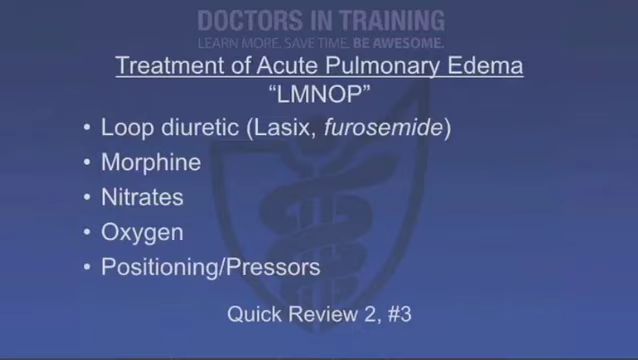 DOCTORS IN TRAINING
LEARN MORE. SAVE TIME. BE AWESOME.
Treatment of Acute Pulmonary Edema
“LMNOP”
• Loop diuretic (Lasix, furosemide)
• Morphine
• Nitrates
• Oxygen
• Positioning/Pressors
Quick Review 2, #3